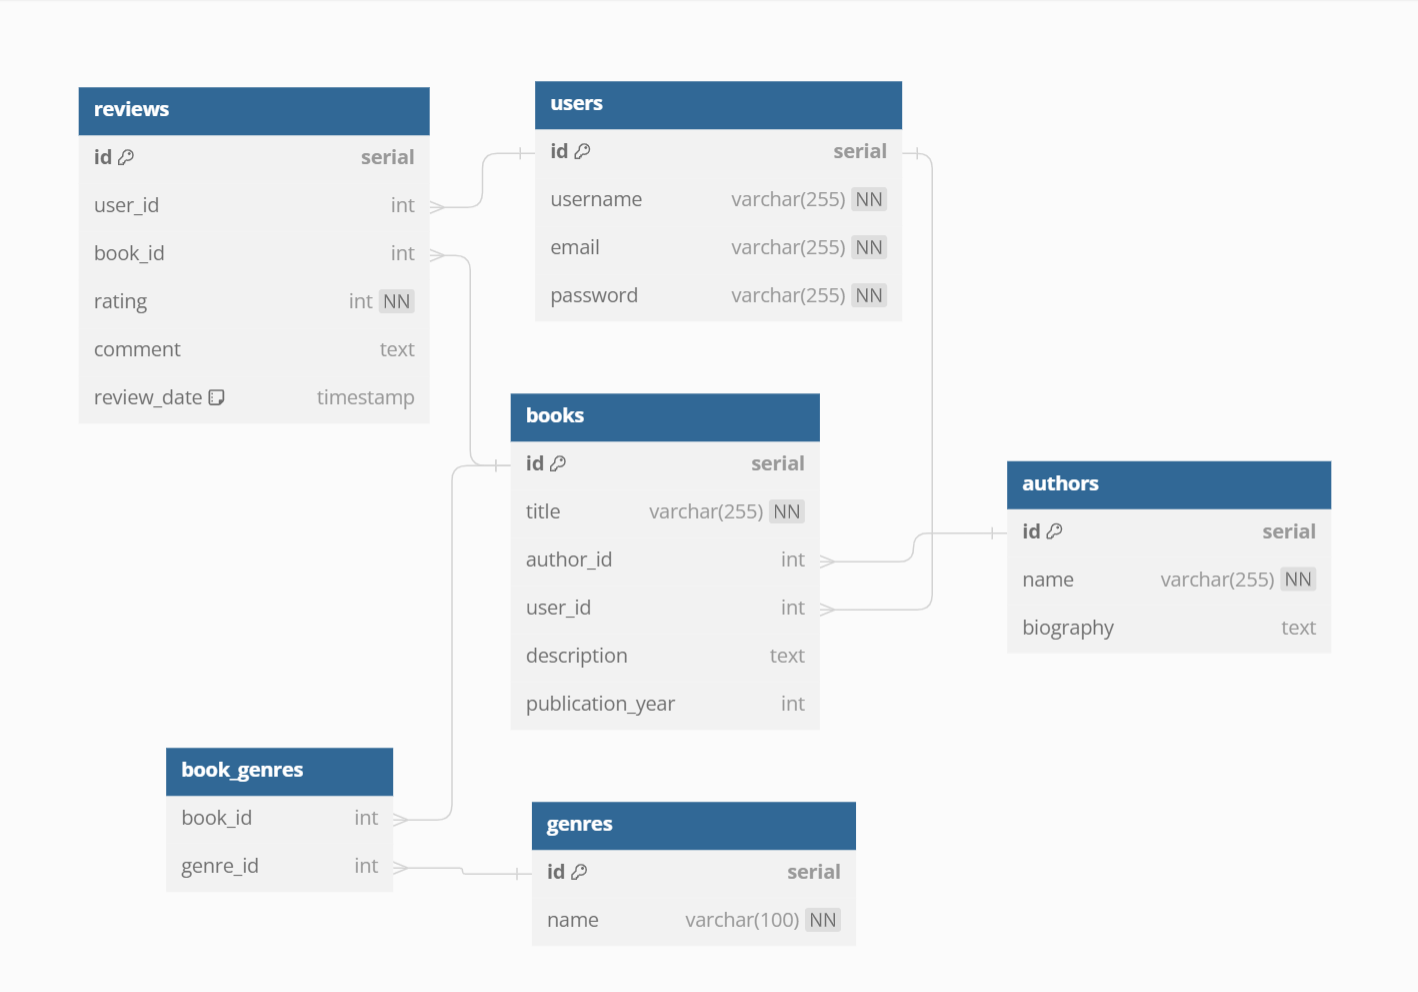 reviews
id serial
user_id int
book_id int
rating int NN
comment text
review_date timestamp
users
id serial
username varchar(255) NN
email varchar(255) NN
password varchar(255) NN
books
id serial
title varchar(255) NN
author_id int
user_id int
description text
publication_year int
authors
id serial
name varchar(255) NN
biography text
book_genres
book_id int
genre_id int
genres
id serial
name varchar(100) NN